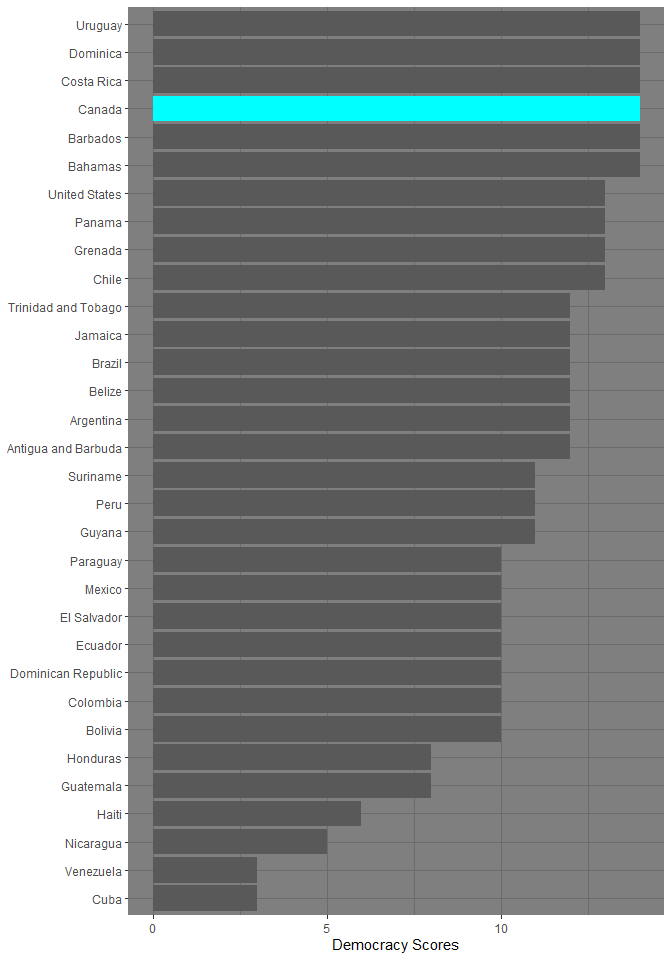 Uruguay
Dominica
Costa Rica
Canada
Barbados
Bahamas
United States
Panama
Grenada
Chile
Trinidad and Tobago
Jamaica
Brazil
Belize
Argentina
Antigua and Barbuda
Suriname
Peru
Guyana
Paraguay
Mexico
El Salvador
Ecuador
Dominican Republic
Colombia
Bolivia
Honduras
Guatemala
Haiti
Nicaragua
Venezuela
Cuba
0 5 10
Democracy Scores